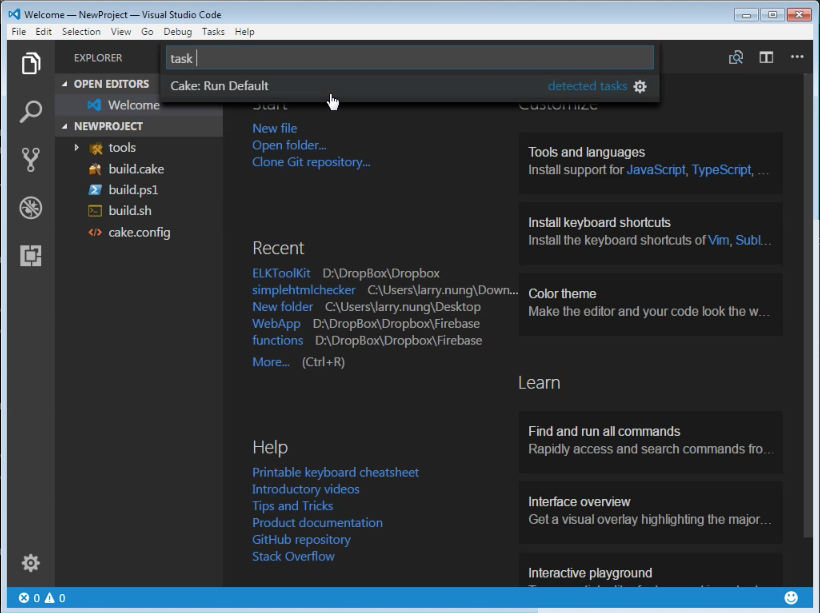 Welcome — NewProject — Visual Studio Code
File Edit Selection View Go Debug Tasks Help
EXPLORER
task
Cake: Run Default detected tasks
OPEN EDITORS
Welcome
NEWPROJECT
tools
build.cake
build.ps1
build.sh
cake.config
Start
New file
Open folder...
Clone Git repository...
Recent
ELKToolKit D:\DropBox\Dropbox
simplehtmlchecker C:\Users\larry.nung\Down...
New folder C:\Users\larry.nung\Desktop
WebApp D:\DropBox\Dropbox\Firebase
functions D:\DropBox\Dropbox\Firebase
More... (Ctrl+R)
Help
Printable keyboard cheatsheet
Introductory videos
Tips and Tricks
Product documentation
GitHub repository
Stack Overflow
Customize
Tools and languages
Install support for JavaScript, TypeScript, ...
Install keyboard shortcuts
Install the keyboard shortcuts of Vim, Subl...
Color theme
Make the editor and your code look the w...
Learn
Find and run all commands
Rapidly access and search commands fro...
Interface overview
Get a visual overlay highlighting the major...
Interactive playground
0 0